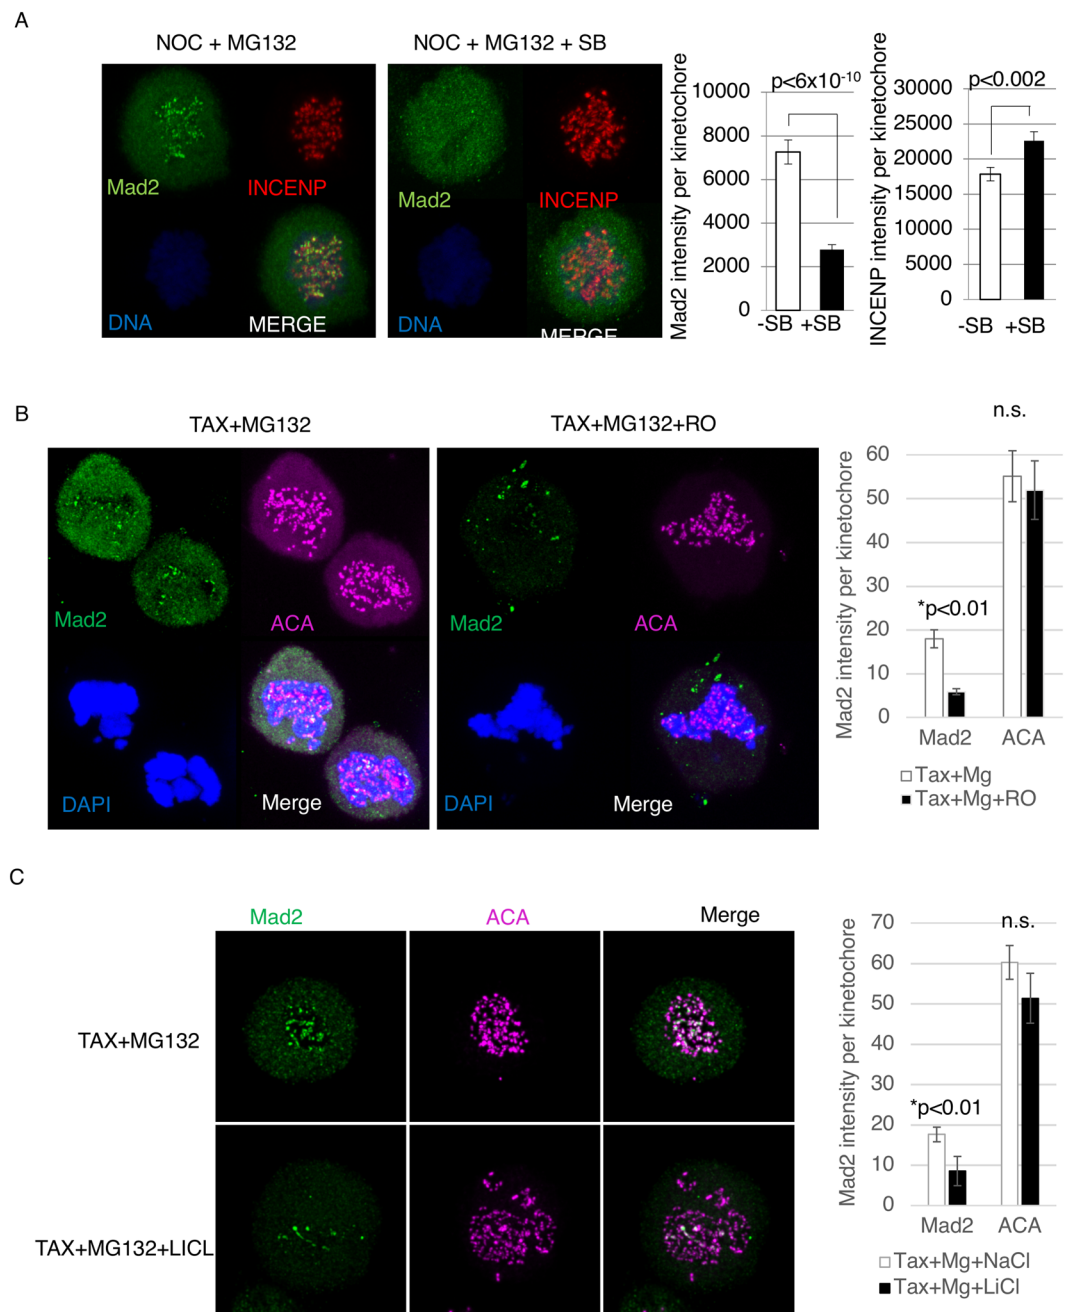 A
NOC + MG132
NOC + MG132 + SB
Mad2
INCENP
DNA
MERGE
Mad2
INCENP
DNA
MERGE
Mad2 intensity per kinetochore
10000
8000
6000
4000
2000
0
p<6x10-10
-SB +SB
INCENP intensity per kinetochore
30000
25000
20000
15000
10000
5000
0
p<0.002
-SB +SB
B
TAX+MG132
TAX+MG132+RO
Mad2
ACA
DAPI
Merge
Mad2
ACA
DAPI
Merge
n.s.
Mad2 intensity per kinetochore
60
50
40
30
20
10
0
*p<0.01
Mad2 ACA
Tax+Mg
Tax+Mg+RO
C
Mad2
ACA
Merge
TAX+MG132
TAX+MG132+LICL
Mad2 intensity per kinetochore
70
60
50
40
30
20
10
0
n.s.
*p<0.01
Mad2 ACA
Tax+Mg+NaCl
Tax+Mg+LiCl